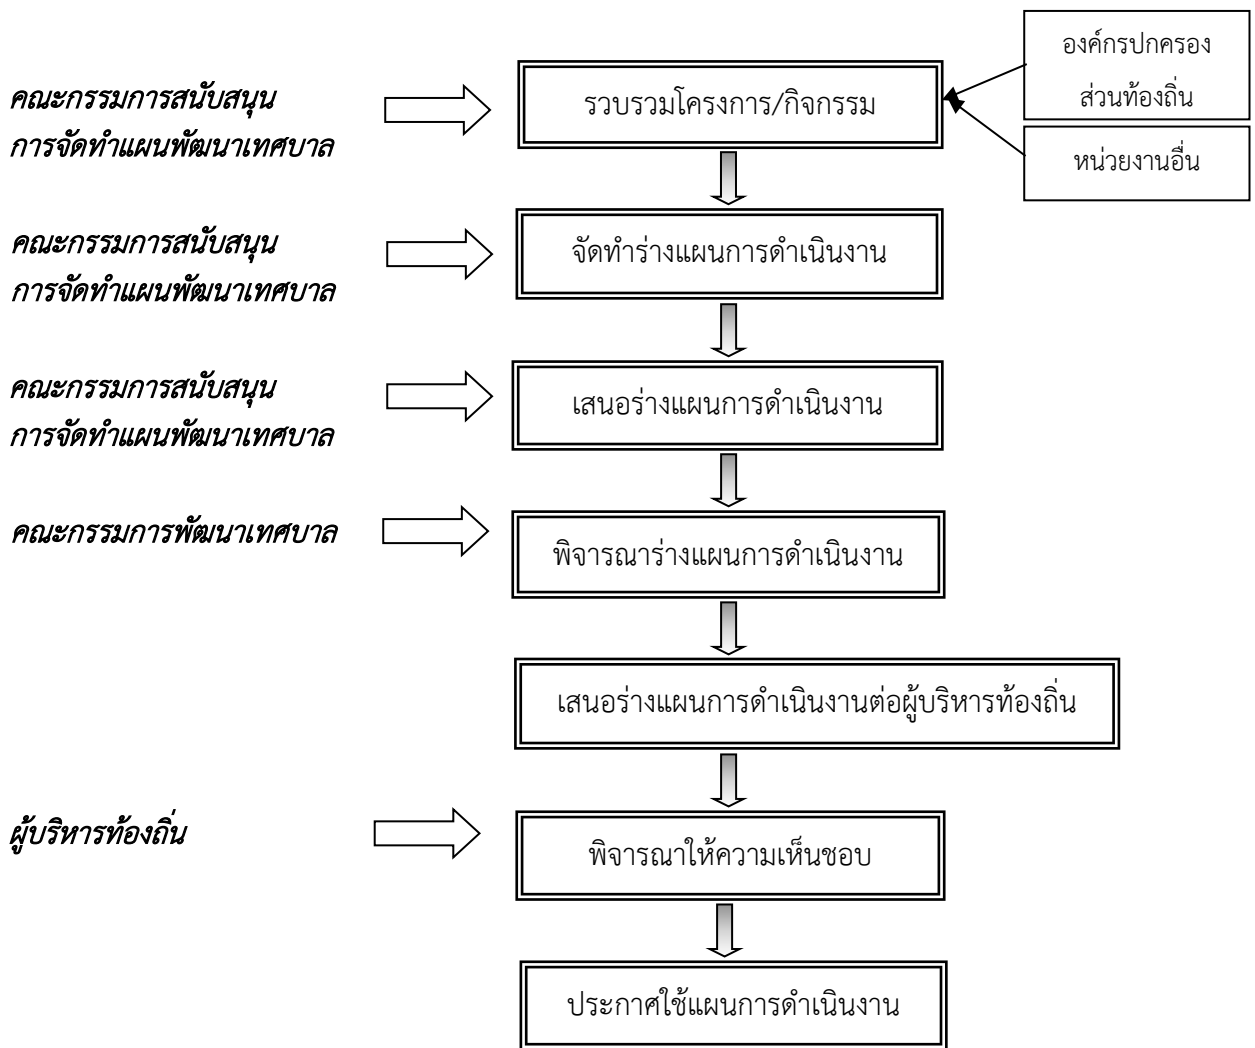 องค์กรปกครอง
ส่วนท้องถิ่น
หน่วยงานอื่น
คณะกรรมการสนับสนุน
การจัดทำแผนพัฒนาเทศบาล
รวบรวมโครงการ/กิจกรรม
คณะกรรมการสนับสนุน
การจัดทำแผนพัฒนาเทศบาล
จัดทำร่างแผนการดำเนินงาน
คณะกรรมการสนับสนุน
การจัดทำแผนพัฒนาเทศบาล
เสนอร่างแผนการดำเนินงาน
คณะกรรมการพัฒนาเทศบาล
พิจารณาร่างแผนการดำเนินงาน
เสนอร่างแผนการดำเนินงานต่อผู้บริหารท้องถิ่น
ผู้บริหารท้องถิ่น
พิจารณาให้ความเห็นชอบ
ประกาศใช้แผนการดำเนินงาน